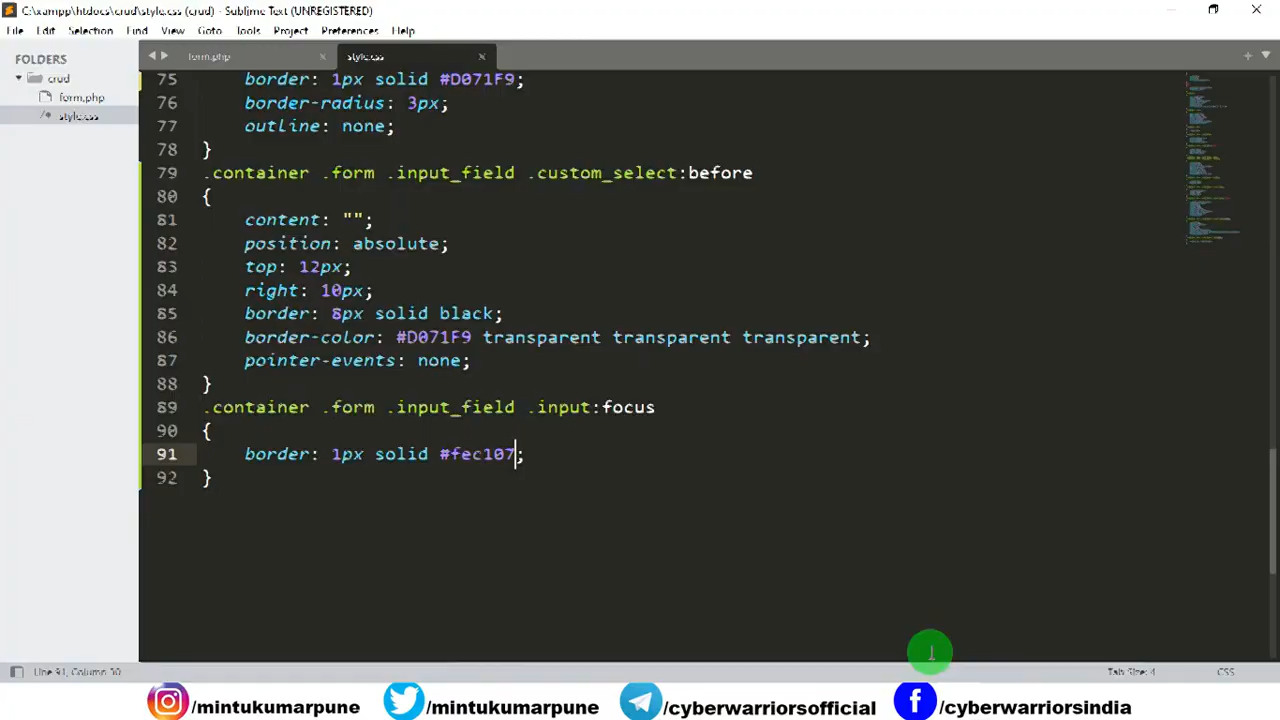 C:\xampp\htdocs\crud\style.css (crud) - Sublime Text (UNREGISTERED)
File Edit Selection Find View Goto Tools Project Preferences Help
FOLDERS
crud
form.php
style.css
form.php
style.css
75 border: 1px solid #D071F9;
76 border-radius: 3px;
77 outline: none;
78 }
79 .container .form .input_field .custom_select:before
80 {
81 content: "";
82 position: absolute;
83 top: 12px;
84 right: 10px;
85 border: 8px solid black;
86 border-color: #D071F9 transparent transparent transparent;
87 pointer-events: none;
88 }
89 .container .form .input_field .input:focus
90 {
91 border: 1px solid #fec107;
92 }
Line 91, Column 30
Tab Size: 4
CSS
/mintukumarpune
/mintukumarpune
/cyberwarriorsofficial
/cyberwarriorsindia